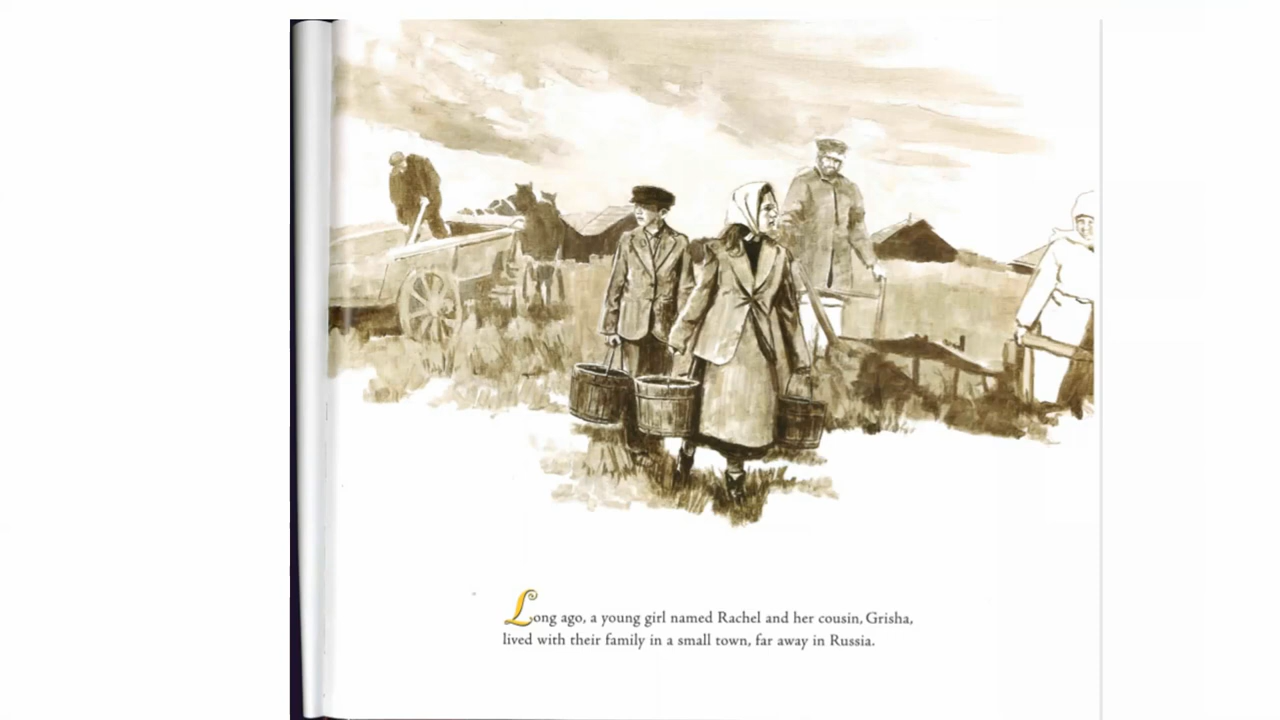 Long ago, a young girl named Rachel and her cousin, Grisha,
lived with their family in a small town, far away in Russia.